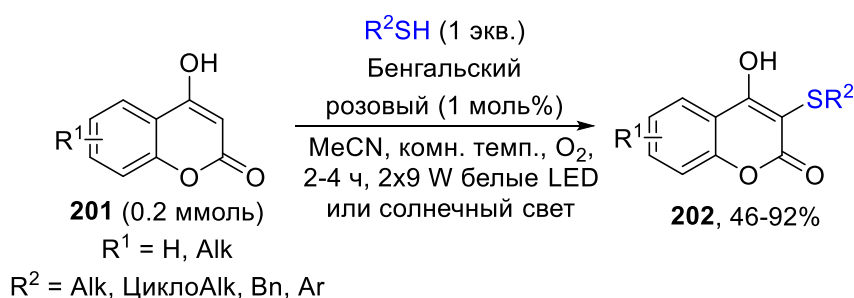 R²SH (1 экв.)
Бенгальский
розовый (1 моль%)
MeCN, комн. темп., O₂,
2-4 ч, 2x9 W белые LED
или солнечный свет
OH
R¹
O
O
201 (0.2 ммоль)
R¹ = H, Alk
R² = Alk, ЦиклоAlk, Bn, Ar
OH
SR²
R¹
O
O
202, 46-92%